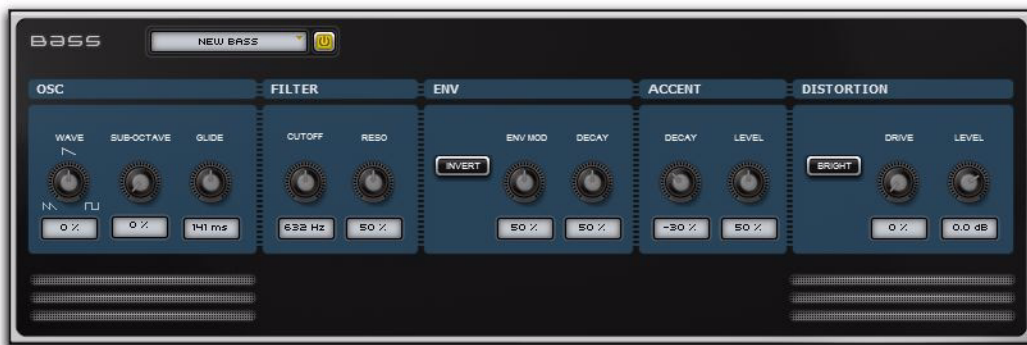 Bass
NEW BASS
OSC FILTER ENV ACCENT DISTORTION
WAVE SUB-OCTAVE GLIDE CUTOFF RESO ENV MOD DECAY DECAY LEVEL DRIVE LEVEL
INVERT BRIGHT
0 % 0 % 141 ms 632 Hz 50 % 50 % 50 % -30 % 50 % 0 % 0.0 dB